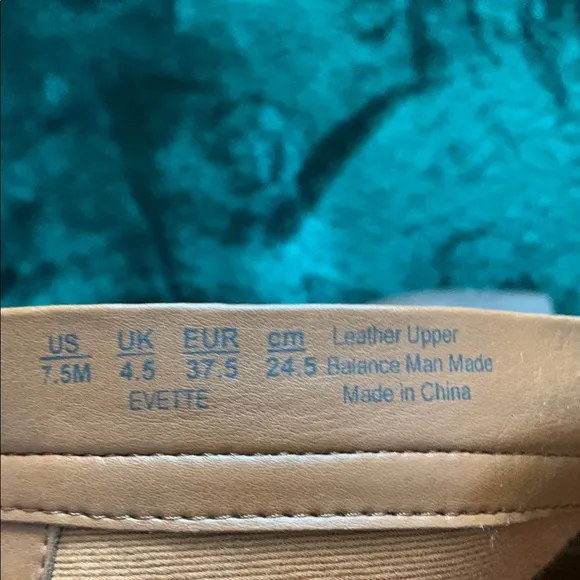 US UK EUR cm Leather Upper
7.5M 4.5 37.5 24.5 Balance Man Made
EVETTE Made in China